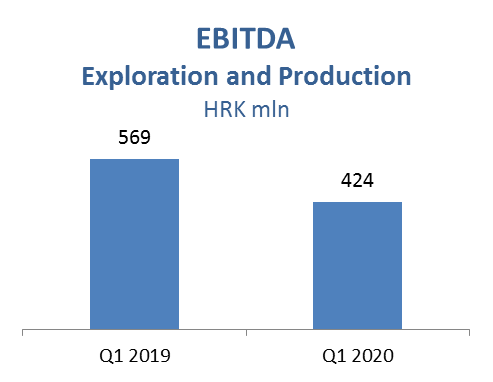 EBITDA
Exploration and Production
HRK mln
569
424
Q1 2019
Q1 2020